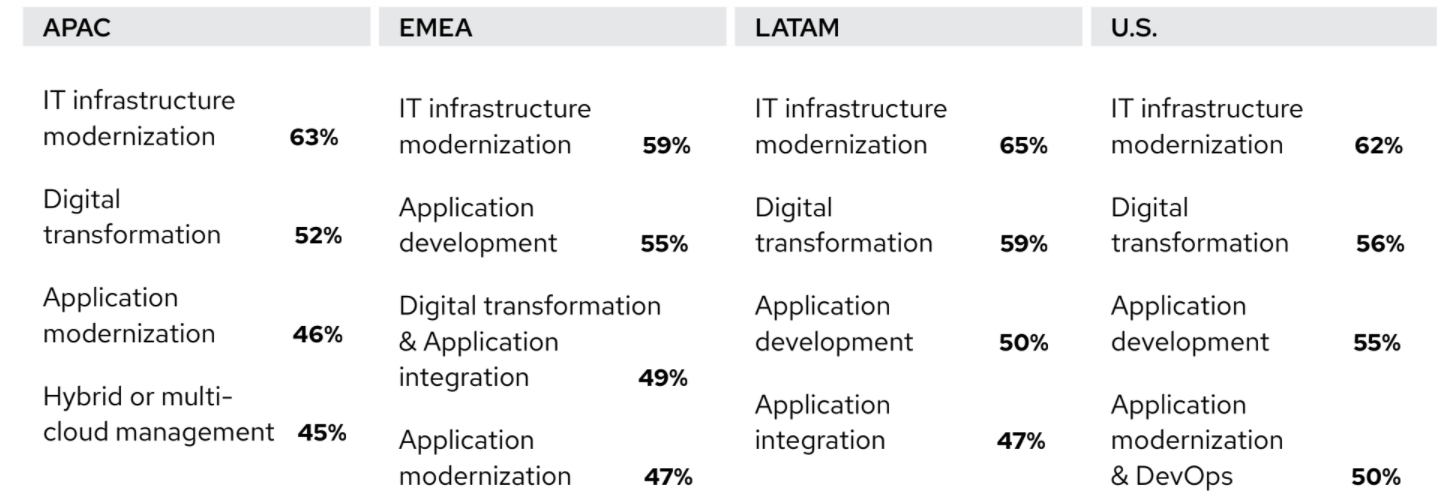 APAC
IT infrastructure
modernization 63%
Digital
transformation 52%
Application
modernization 46%
Hybrid or multi-
cloud management 45%
EMEA
IT infrastructure
modernization 59%
Application
development 55%
Digital transformation
& Application
integration 49%
Application
modernization 47%
LATAM
IT infrastructure
modernization 65%
Digital
transformation 59%
Application
development 50%
Application
integration 47%
U.S.
IT infrastructure
modernization 62%
Digital
transformation 56%
Application
development 55%
Application
modernization
& DevOps 50%